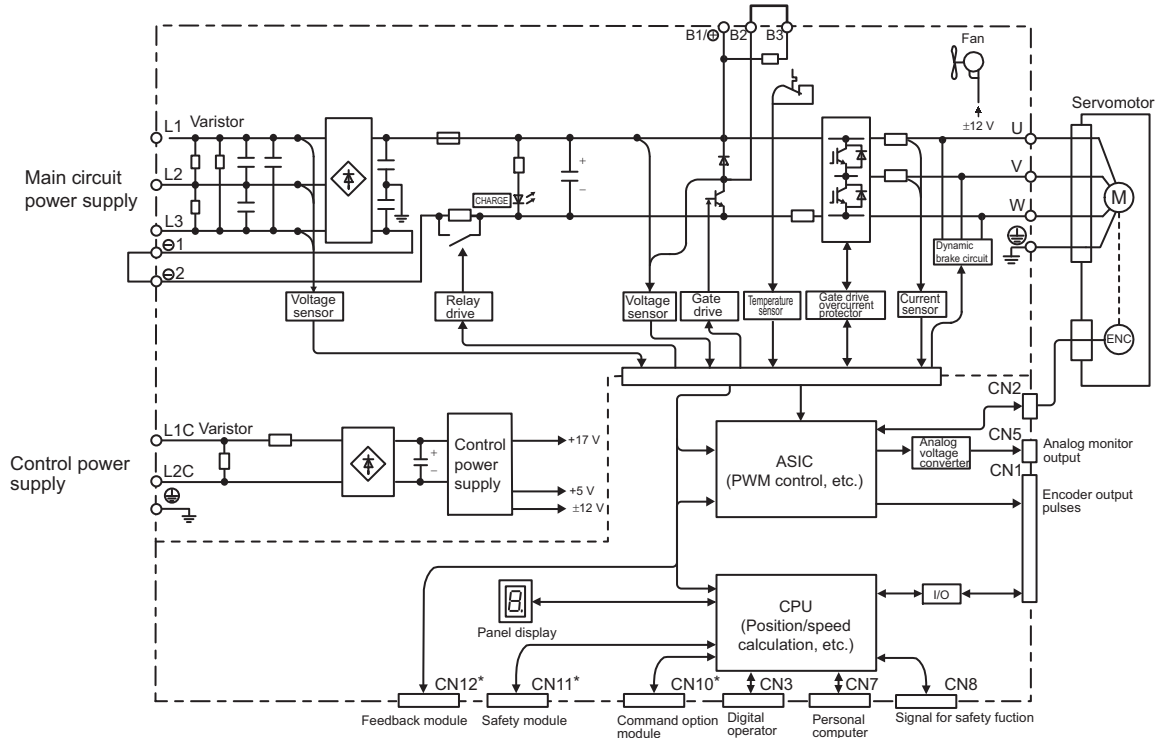 B1/⊕ B2 B3
Fan
±12 V
Servomotor
L1 Varistor
U
Main circuit
power supply
L2
V
CHARGE
+
–
M
L3
W
⊖1
⊖2
Dynamic
brake circuit
Voltage
sensor
Relay
drive
Voltage
sensor
Gate
drive
Temperature
sensor
Gate drive
overcurrent
protector
Current
sensor
ENC
CN2
L1C Varistor
Control power
supply
+
–
Control
power
supply
+17 V
+5 V
±12 V
L2C
ASIC
(PWM control, etc.)
Analog
voltage
converter
CN5
Analog monitor
output
CN1
Encoder output
pulses
8.
Panel display
CPU
(Position/speed
calculation, etc.)
I/O
CN12* CN11* CN10* CN3 CN7 CN8
Feedback module
Safety module
Command option
module
Digital
operator
Personal
computer
Signal for safety fuction